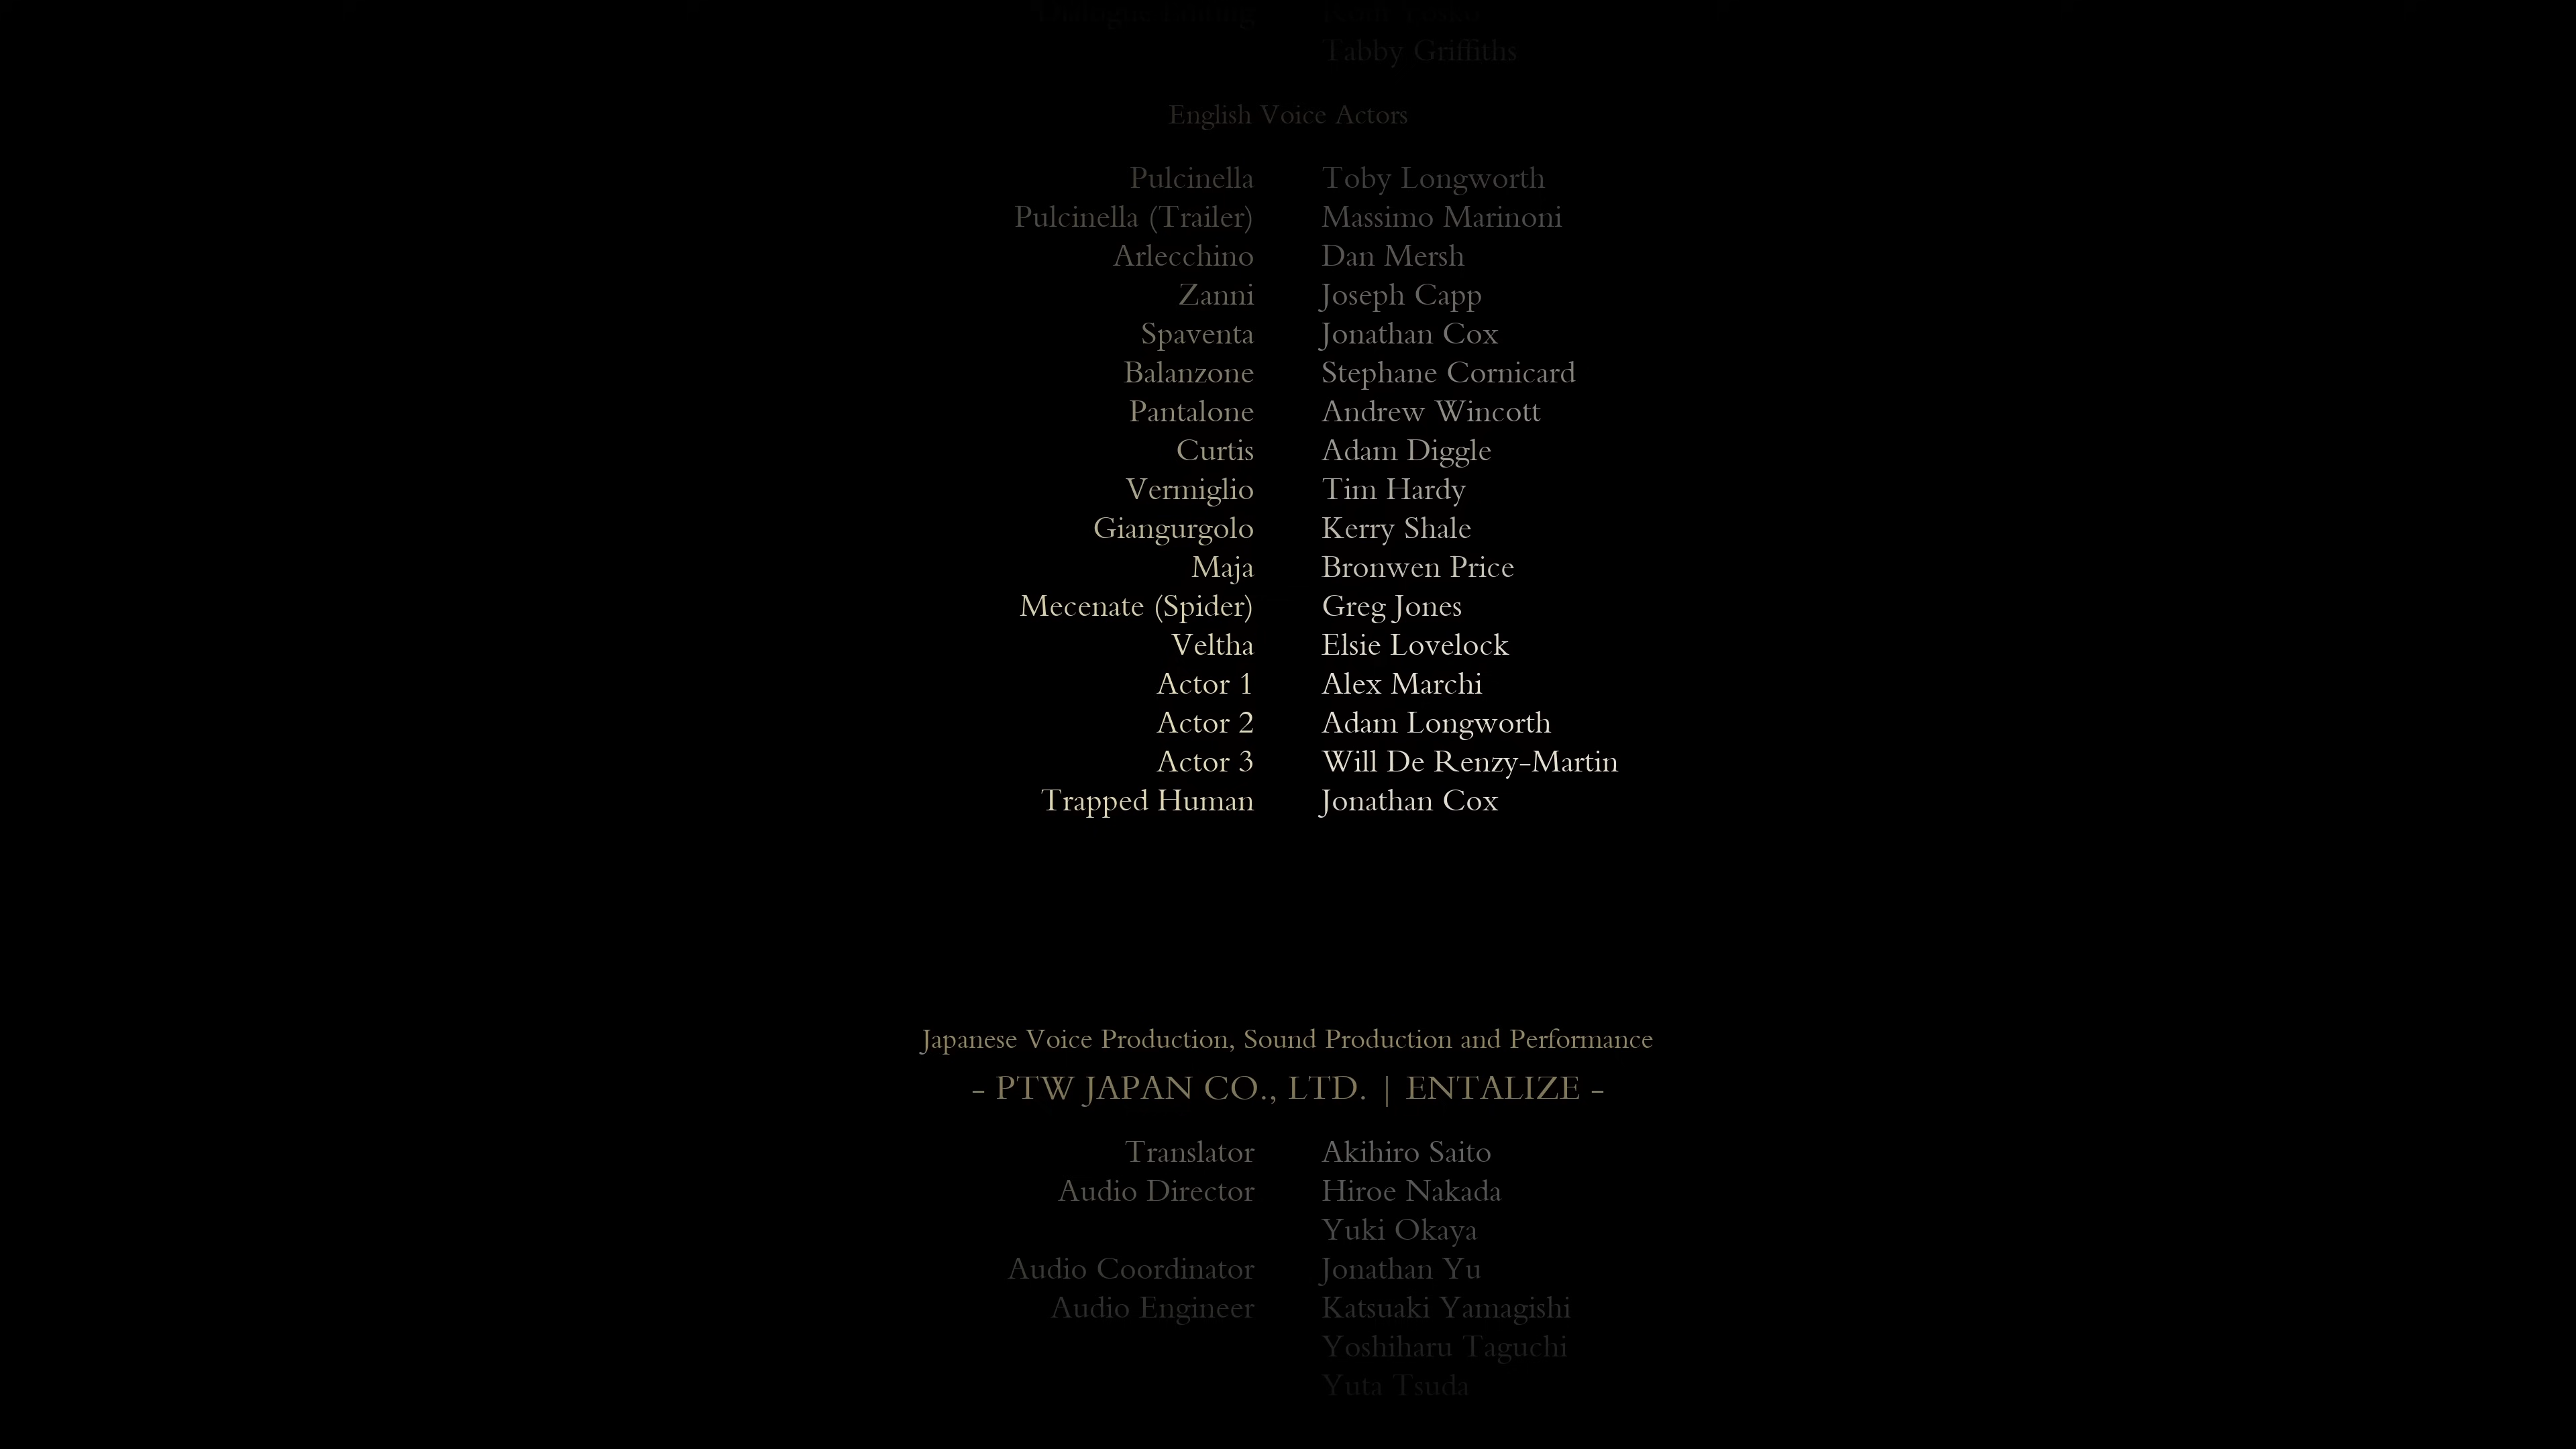 Tabby Griffiths
English Voice Actors
Pulcinella Toby Longworth
Pulcinella (Trailer) Massimo Marinoni
Arlecchino Dan Mersh
Zanni Joseph Capp
Spaventa Jonathan Cox
Balanzone Stephane Cornicard
Pantalone Andrew Wincott
Curtis Adam Diggle
Vermiglio Tim Hardy
Giangurgolo Kerry Shale
Maja Bronwen Price
Mecenate (Spider) Greg Jones
Veltha Elsie Lovelock
Actor 1 Alex Marchi
Actor 2 Adam Longworth
Actor 3 Will De Renzy-Martin
Trapped Human Jonathan Cox
Japanese Voice Production, Sound Production and Performance
- PTW JAPAN CO., LTD. | ENTALIZE -
Translator Akihiro Saito
Audio Director Hiroe Nakada
Yuki Okaya
Audio Coordinator Jonathan Yu
Audio Engineer Katsuaki Yamagishi
Yoshiharu Taguchi
Yuta Tsuda